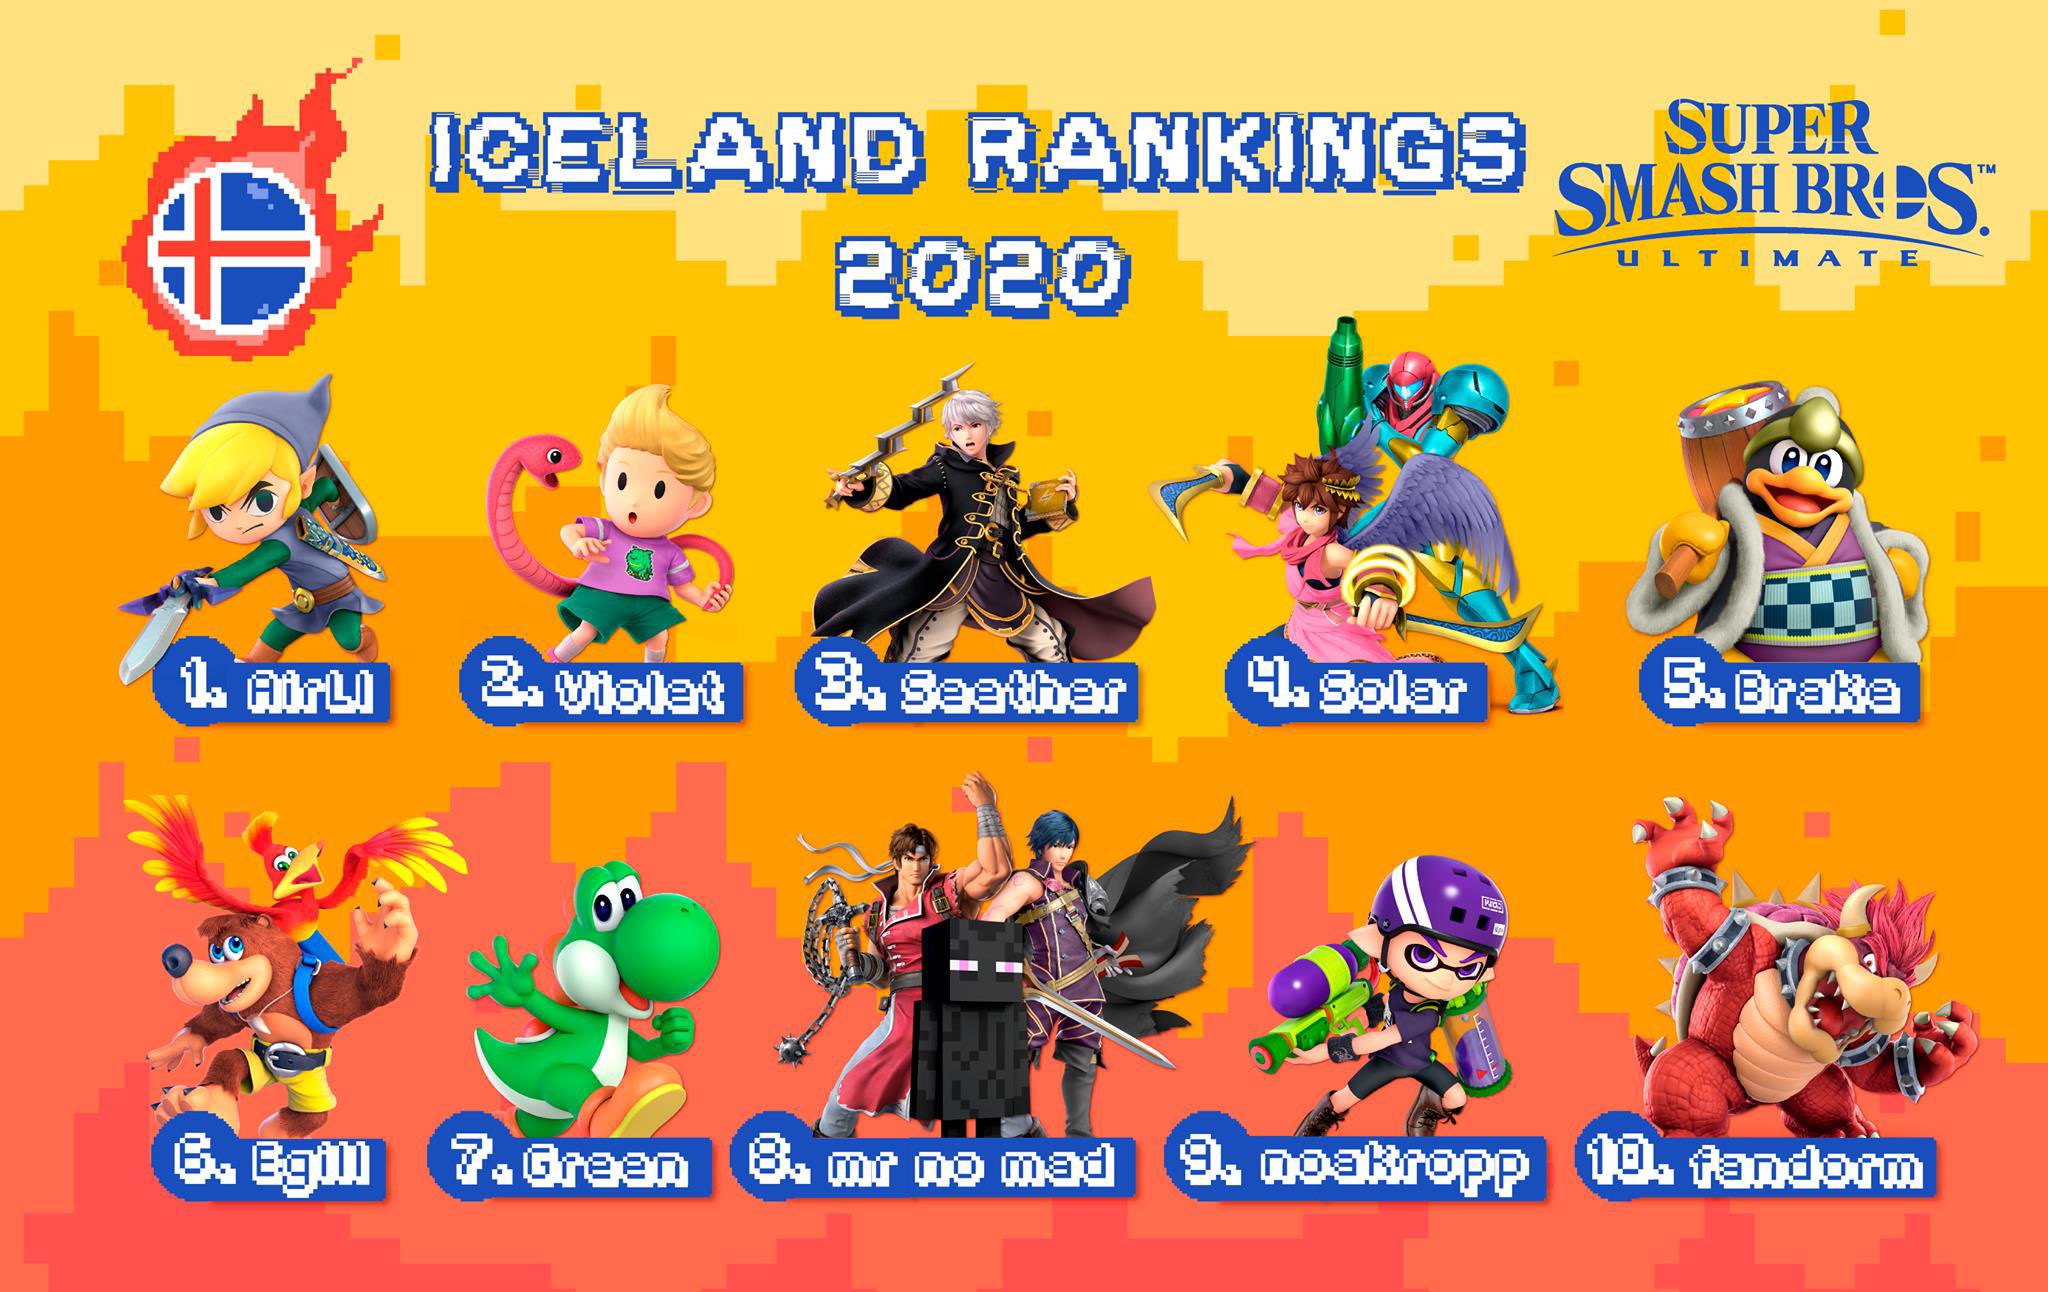 ICELAND RANKINGS
2020
SUPER
SMASH BROS.™
ULTIMATE
1. AirLI
2. Violet
3. Seether
4. Solar
5. Brake
6. Egill
7. Green
8. mr no mad
9. noakropp
10. fandorm